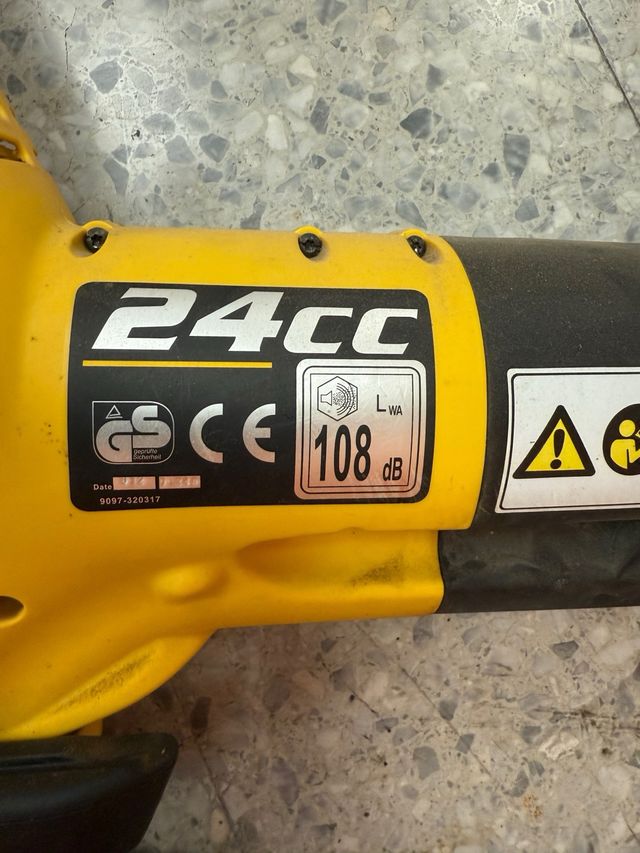 24cc
GS
geprüfte
Sicherheit
CE
LWA
108 dB
Date
9097-320317